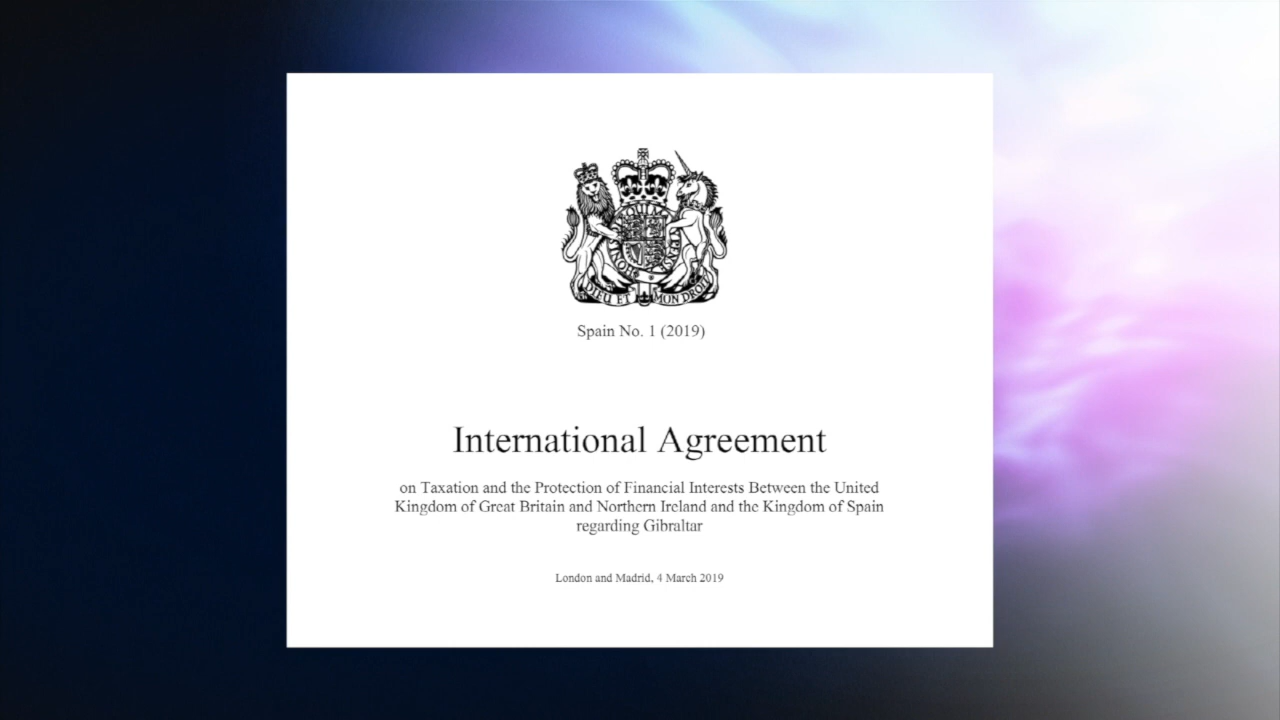 DIEU ET MON DROIT
Spain No. 1 (2019)
International Agreement
on Taxation and the Protection of Financial Interests Between the United
Kingdom of Great Britain and Northern Ireland and the Kingdom of Spain
regarding Gibraltar
London and Madrid, 4 March 2019